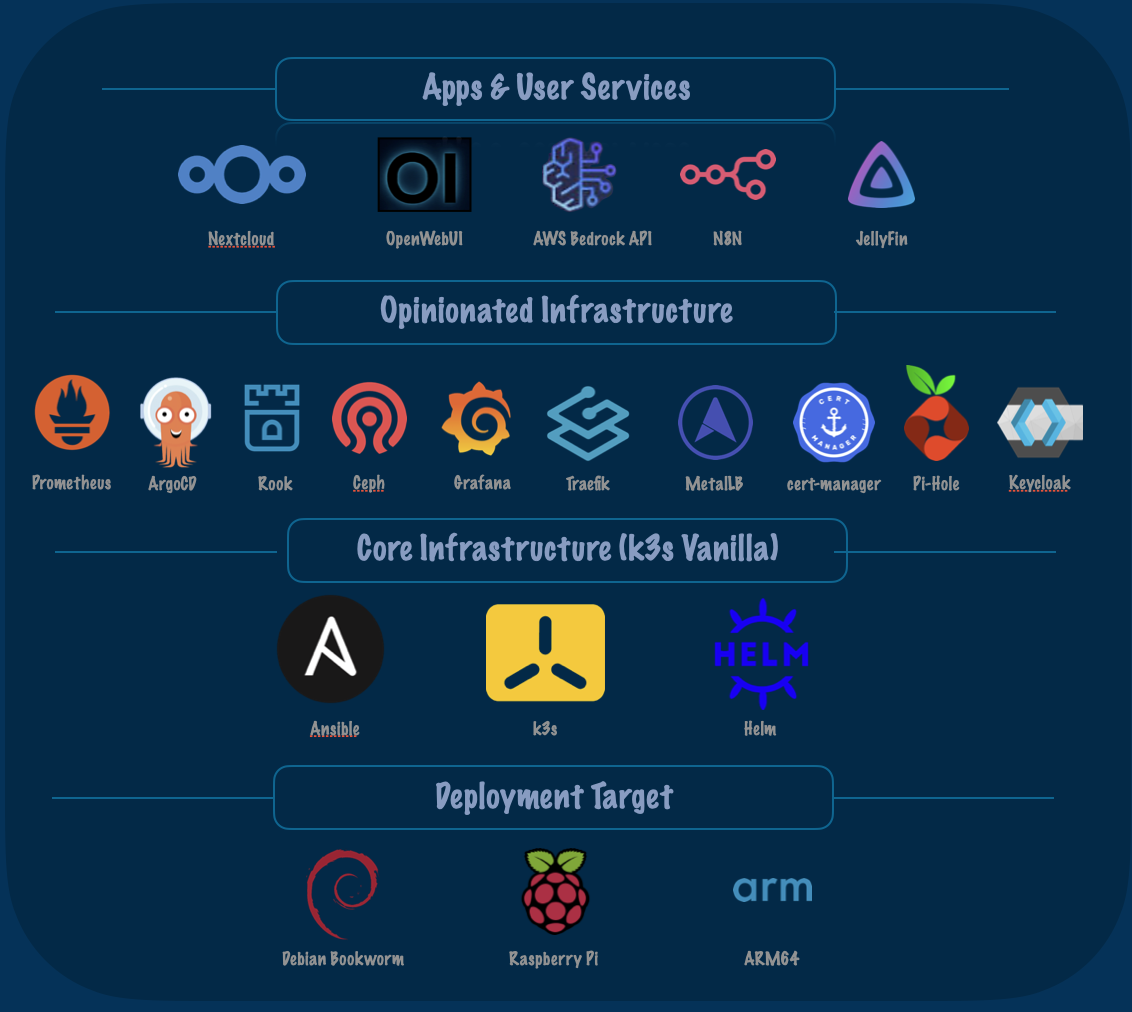 Apps & User Services
OI
Nextcloud OpenWebUI AWS Bedrock API N8N JellyFin
Opinionated Infrastructure
CERT
MANAGER
Prometheus ArgoCD Rook Ceph Grafana Traefik MetalLB cert-manager Pi-Hole Keycloak
Core Infrastructure (k3s Vanilla)
HELM
Ansible k3s Helm
Deployment Target
arm
Debian Bookworm Raspberry Pi ARM64